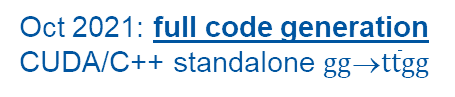 Oct 2021: full code generation
CUDA/C++ standalone gg→tt̄gg